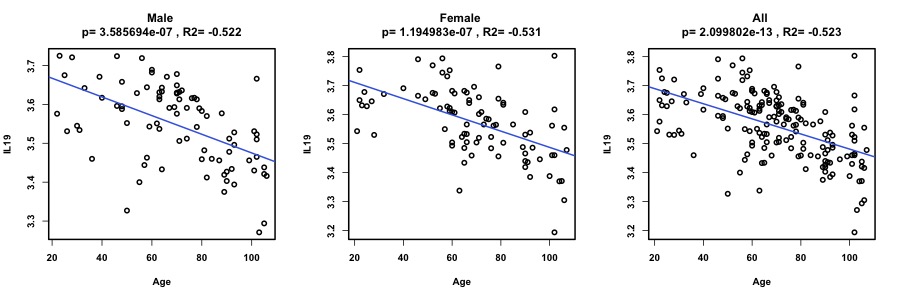 Male
p= 3.585694e-07 , R2= -0.522
IL19
3.7
3.6
3.5
3.4
3.3
20 40 60 80 100
Age
Female
p= 1.194983e-07 , R2= -0.531
IL19
3.8
3.7
3.6
3.5
3.4
3.3
3.2
20 40 60 80 100
Age
All
p= 2.099802e-13 , R2= -0.523
IL19
3.8
3.7
3.6
3.5
3.4
3.3
3.2
20 40 60 80 100
Age